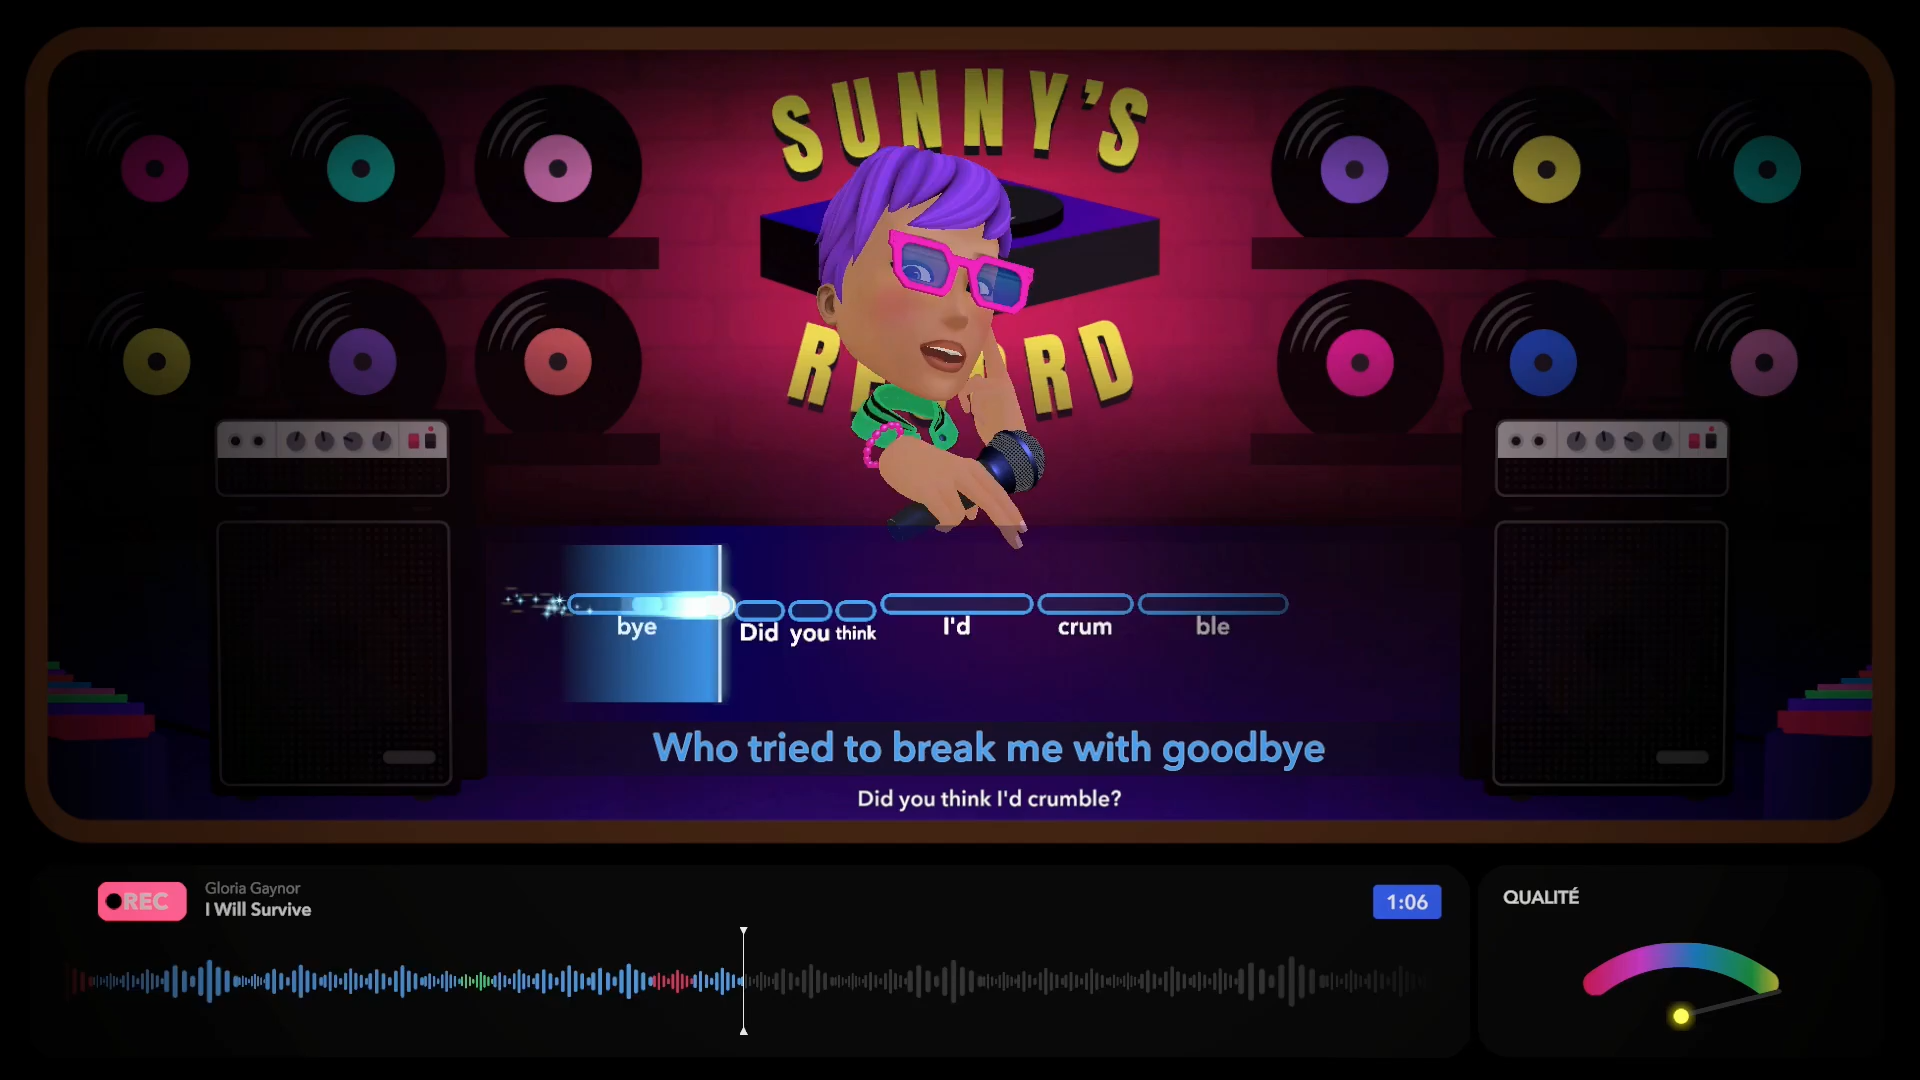 SUNNY'S
bye Did you think I'd crum ble
Who tried to break me with goodbye
Did you think I'd crumble?
REC
Gloria Gaynor
I Will Survive
1:06
QUALITÉ